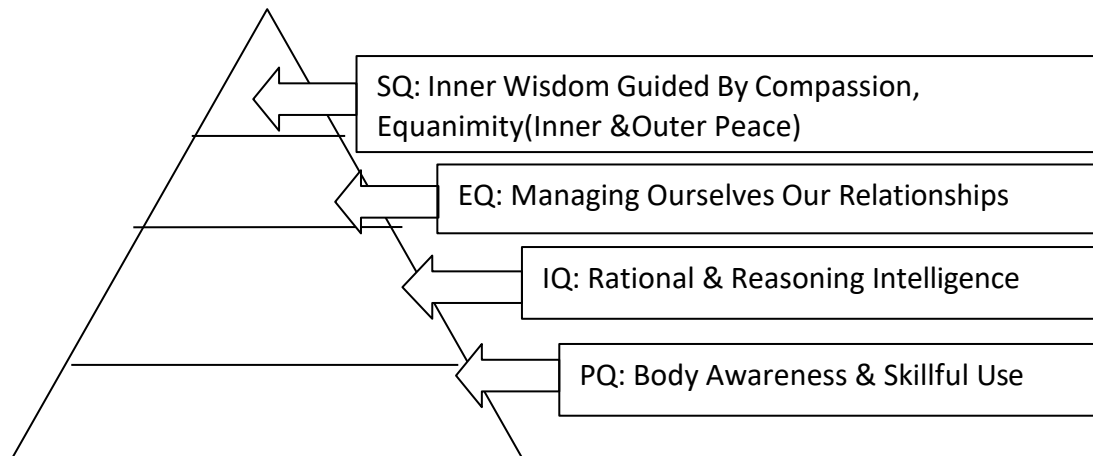 SQ: Inner Wisdom Guided By Compassion,
Equanimity(Inner &Outer Peace)
EQ: Managing Ourselves Our Relationships
IQ: Rational & Reasoning Intelligence
PQ: Body Awareness & Skillful Use